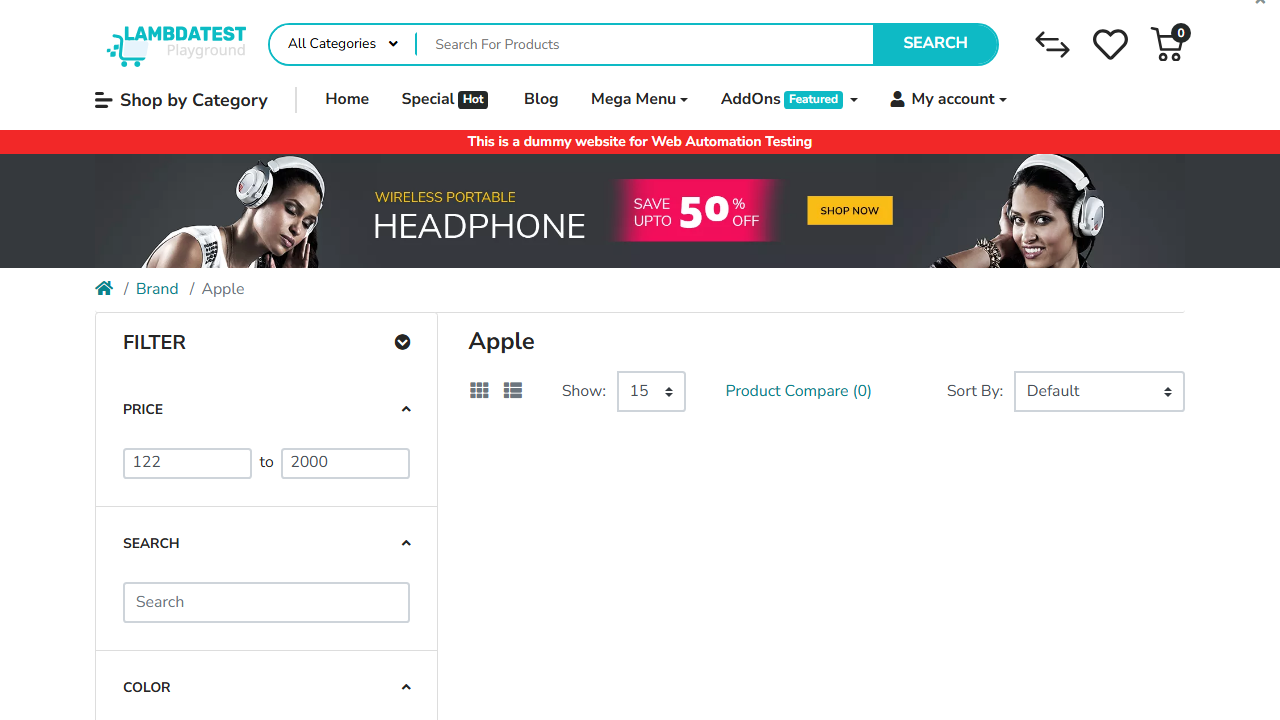 LAMBDATEST
Playground
All Categories
Search For Products
SEARCH
0
Shop by Category
Home
Special Hot
Blog
Mega Menu
AddOns Featured
My account
This is a dummy website for Web Automation Testing
WIRELESS PORTABLE
HEADPHONE
SAVE UPTO 50% OFF
SHOP NOW
/ Brand / Apple
FILTER
Apple
Show: 15
Product Compare (0)
Sort By: Default
PRICE
122 to 2000
SEARCH
Search
COLOR